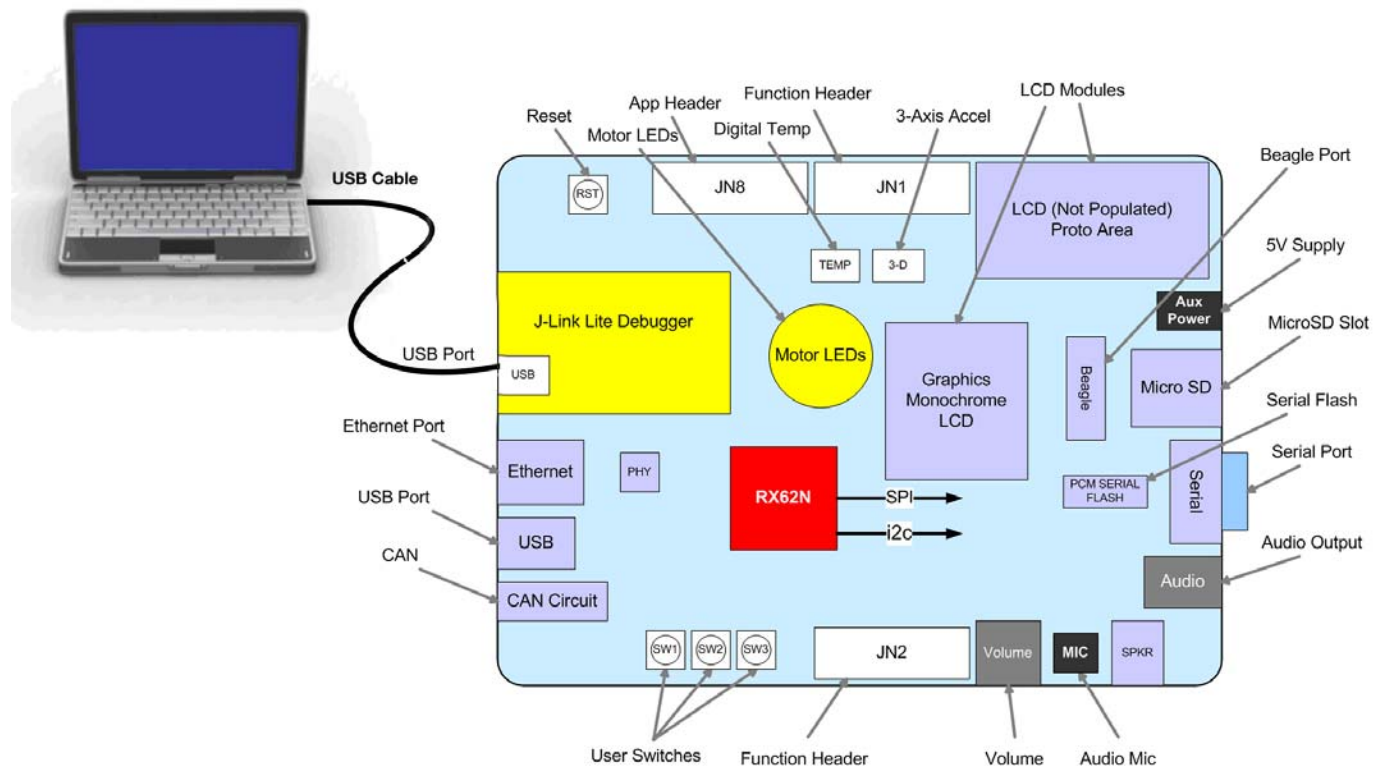 Function Header
LCD Modules
App Header
3-Axis Accel
Reset
Digital Temp
Motor LEDs
Beagle Port
USB Cable
RST
JN8
JN1
LCD (Not Populated)
Proto Area
5V Supply
TEMP
3-D
Aux
Power
J-Link Lite Debugger
MicroSD Slot
USB Port
USB
Motor LEDs
Graphics
Monochrome
LCD
Beagle
Micro SD
Serial Flash
Ethernet Port
Ethernet
PHY
RX62N
SPI
i2c
PCM SERIAL
FLASH
Serial
Serial Port
USB Port
USB
Audio Output
CAN
CAN Circuit
Audio
SW1
SW2
SW3
JN2
Volume
MIC
SPKR
User Switches
Function Header
Volume
Audio Mic